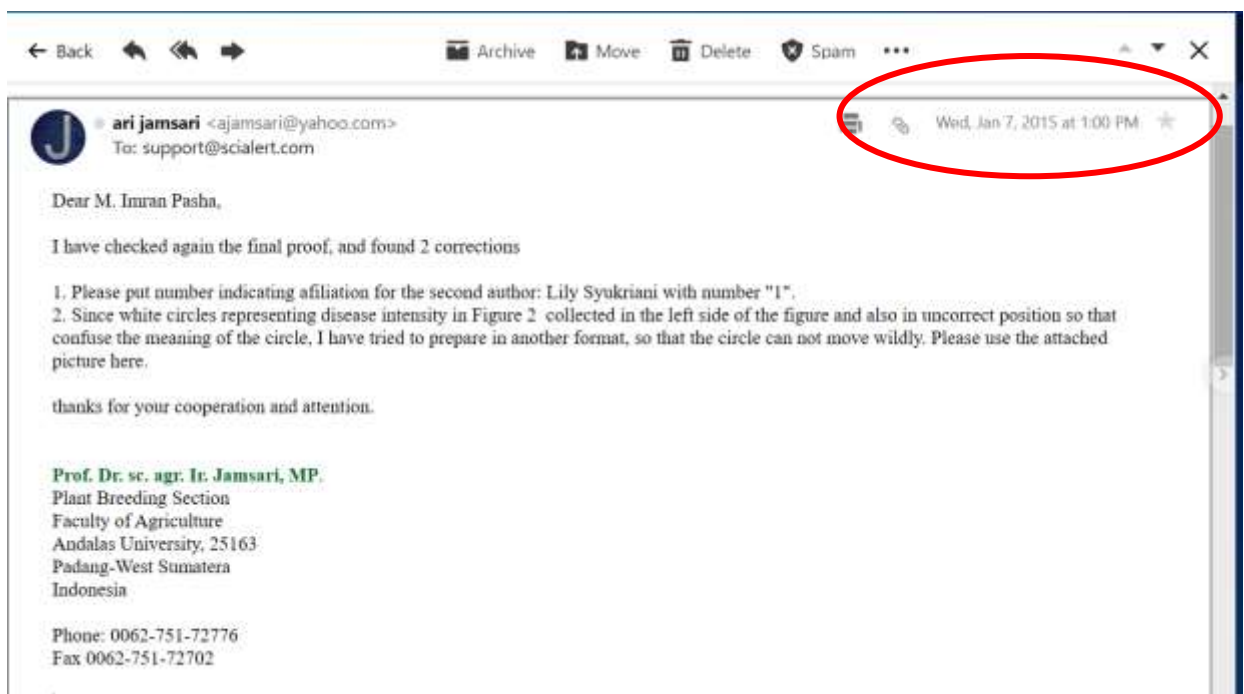 ← Back Archive Move Delete Spam •••
J
ari jamsari <ajamsari@yahoo.com> Wed, Jan 7, 2015 at 1:00 PM
To: support@scialert.com
Dear M. Imran Pasha,
I have checked again the final proof, and found 2 corrections
1. Please put number indicating afiliation for the second author: Lily Syukriani with number "1".
2. Since white circles representing disease intensity in Figure 2 collected in the left side of the figure and also in uncorrect position so that
confuse the meaning of the circle, I have tried to prepare in another format, so that the circle can not move wildly. Please use the attached
picture here.
thanks for your cooperation and attention.
Prof. Dr. sc. agr. Ir. Jamsari, MP.
Plant Breeding Section
Faculty of Agriculture
Andalas University, 25163
Padang-West Sumatera
Indonesia
Phone: 0062-751-72776
Fax 0062-751-72702